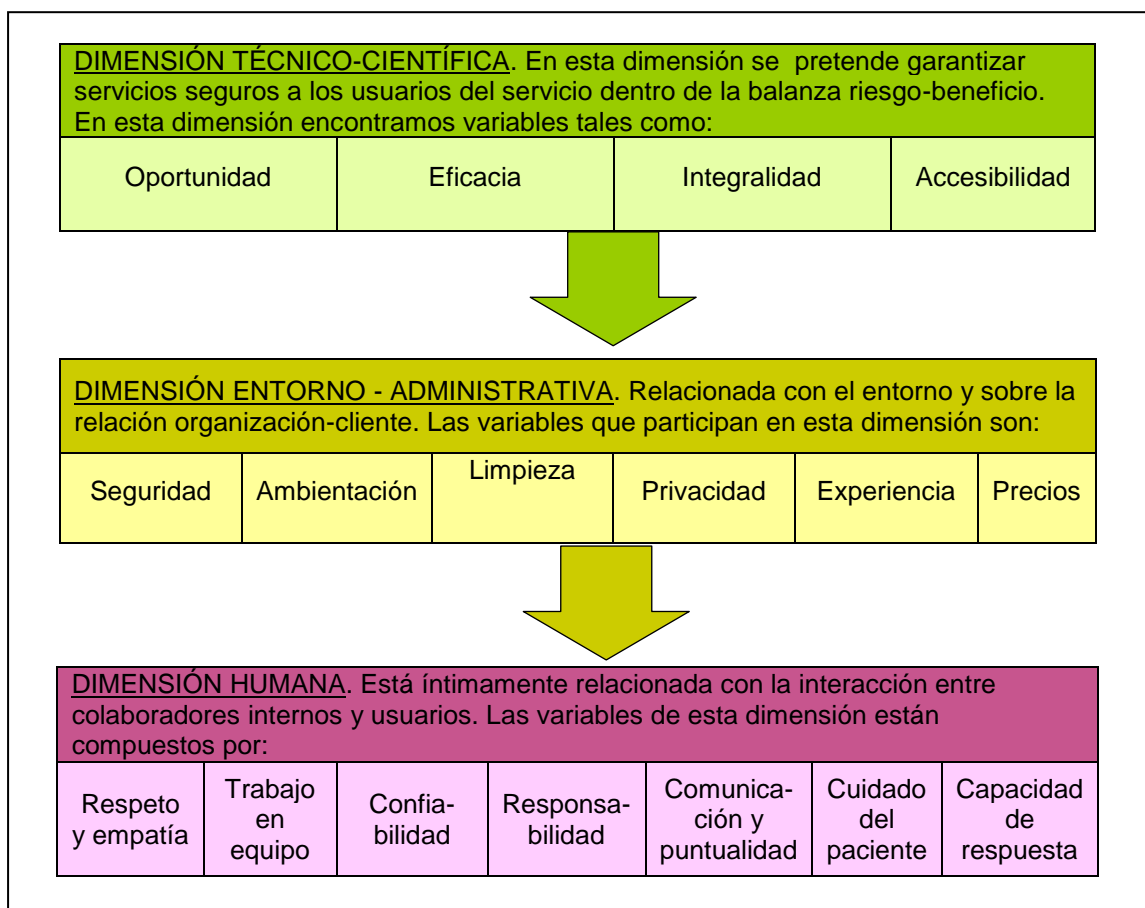 DIMENSIÓN TÉCNICO-CIENTÍFICA. En esta dimensión se pretende garantizar
servicios seguros a los usuarios del servicio dentro de la balanza riesgo-beneficio.
En esta dimensión encontramos variables tales como:
Oportunidad
Eficacia
Integralidad
Accesibilidad
DIMENSIÓN ENTORNO - ADMINISTRATIVA. Relacionada con el entorno y sobre la
relación organización-cliente. Las variables que participan en esta dimensión son:
Seguridad
Ambientación
Limpieza
Privacidad
Experiencia
Precios
DIMENSIÓN HUMANA. Está íntimamente relacionada con la interacción entre
colaboradores internos y usuarios. Las variables de esta dimensión están
compuestos por:
Respeto
y empatía
Trabajo
en
equipo
Confia-
bilidad
Responsa-
bilidad
Comunica-
ción y
puntualidad
Cuidado
del
paciente
Capacidad
de
respuesta